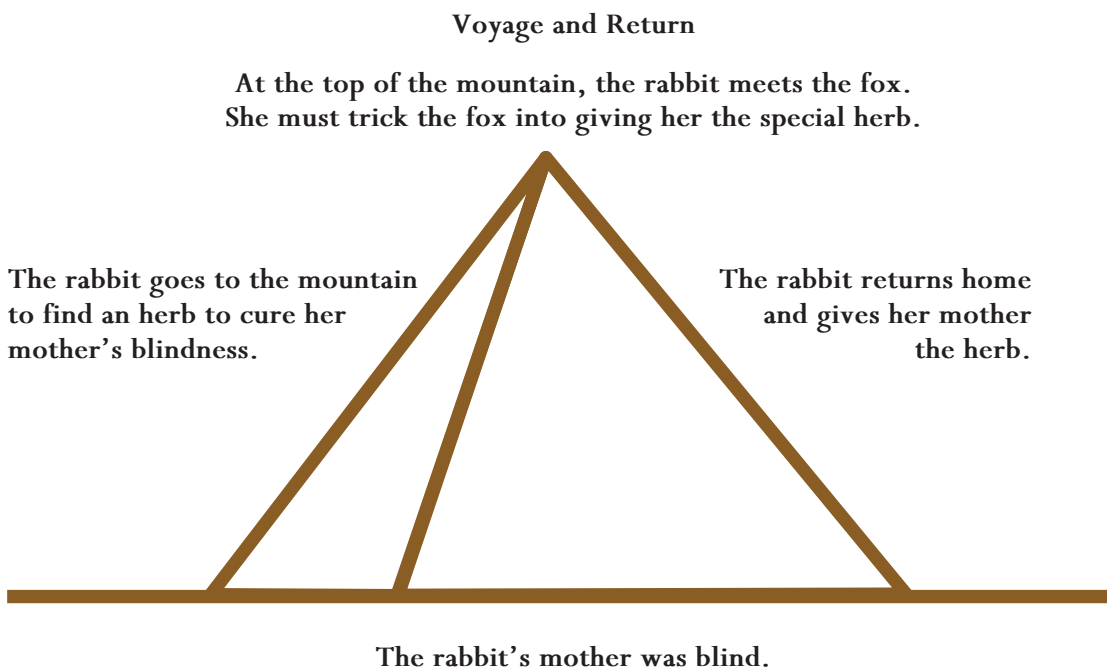 Voyage and Return
At the top of the mountain, the rabbit meets the fox.
She must trick the fox into giving her the special herb.
The rabbit goes to the mountain
to find an herb to cure her
mother’s blindness.
The rabbit returns home
and gives her mother
the herb.
The rabbit’s mother was blind.